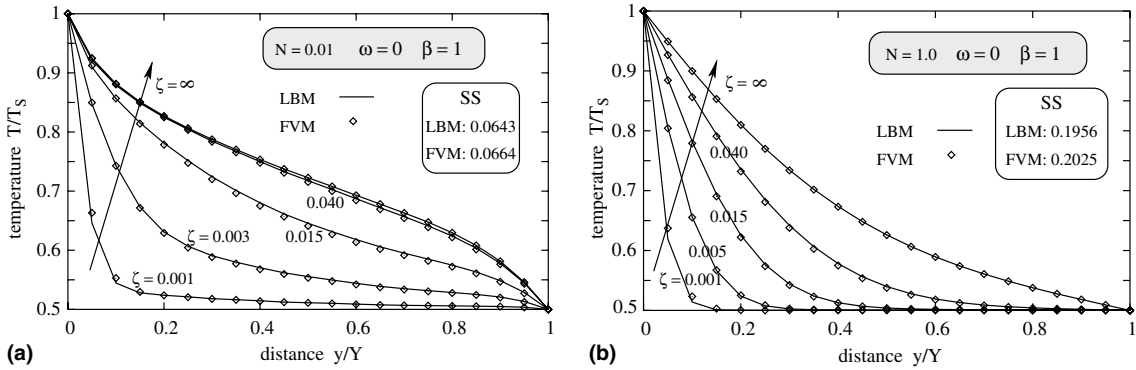 1
0.9
0.8
0.7
0.6
0.5
temperature T/T_S
N = 0.01 ω = 0 β = 1
ζ = ∞
LBM
FVM
SS
LBM: 0.0643
FVM: 0.0664
0.040
0.015
ζ = 0.003
ζ = 0.001
0 0.2 0.4 0.6 0.8 1
distance y/Y
(a)
1
0.9
0.8
0.7
0.6
0.5
temperature T/T_S
N = 1.0 ω = 0 β = 1
ζ = ∞
LBM
FVM
SS
LBM: 0.1956
FVM: 0.2025
0.040
0.015
0.005
ζ = 0.001
0 0.2 0.4 0.6 0.8 1
distance y/Y
(b)